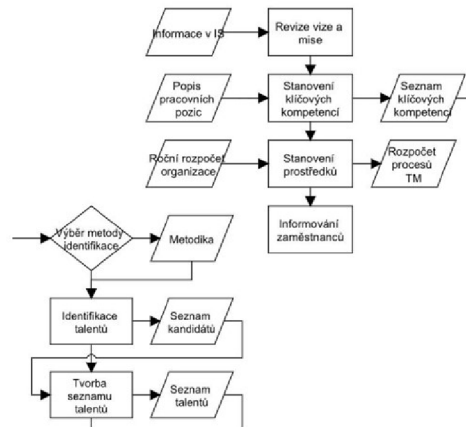 Informace v IS
Revize vize a
mise
Popis
pracovních
pozic
Stanovení
klíčových
kompetencí
Seznam
klíčových
kompetencí
Roční rozpočet
organizace
Stanovení
prostředků
Rozpočet
procesů
TM
Informování
zaměstnanců
Výběr metody
identifikace
Metodika
Identifikace
talentů
Seznam
kandidátů
Tvorba
seznamu
talentů
Seznam
talentů